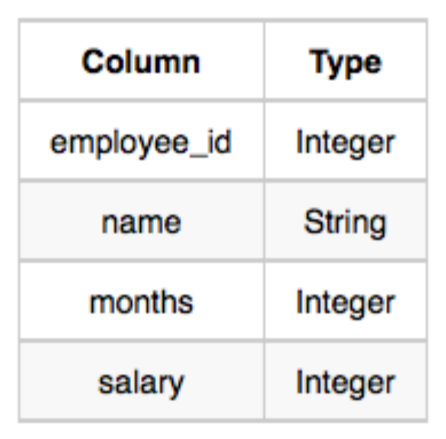 Column Type
employee_id Integer
name String
months Integer
salary Integer